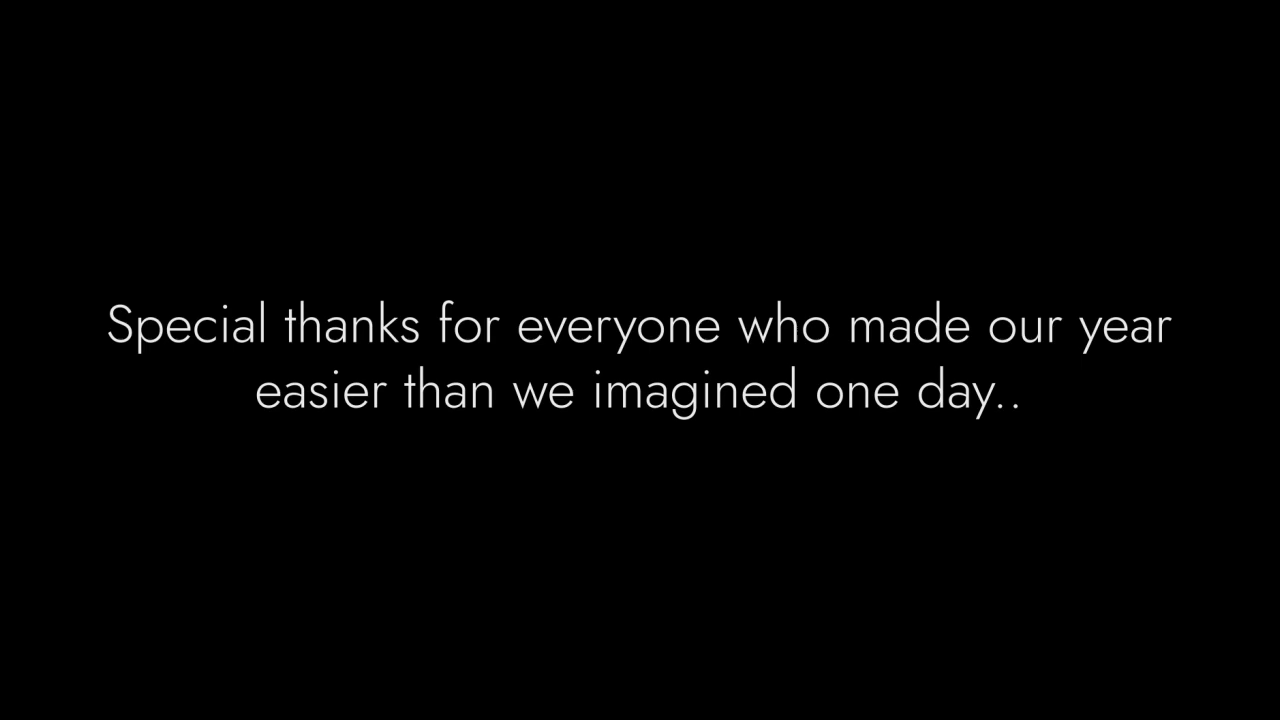 Special thanks for everyone who made our year
easier than we imagined one day..